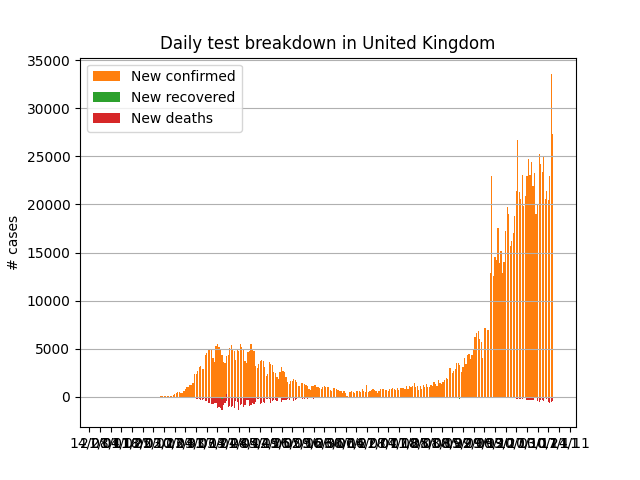 Daily test breakdown in United Kingdom
New confirmed
New recovered
New deaths
# cases
35000
30000
25000
20000
15000
10000
5000
0